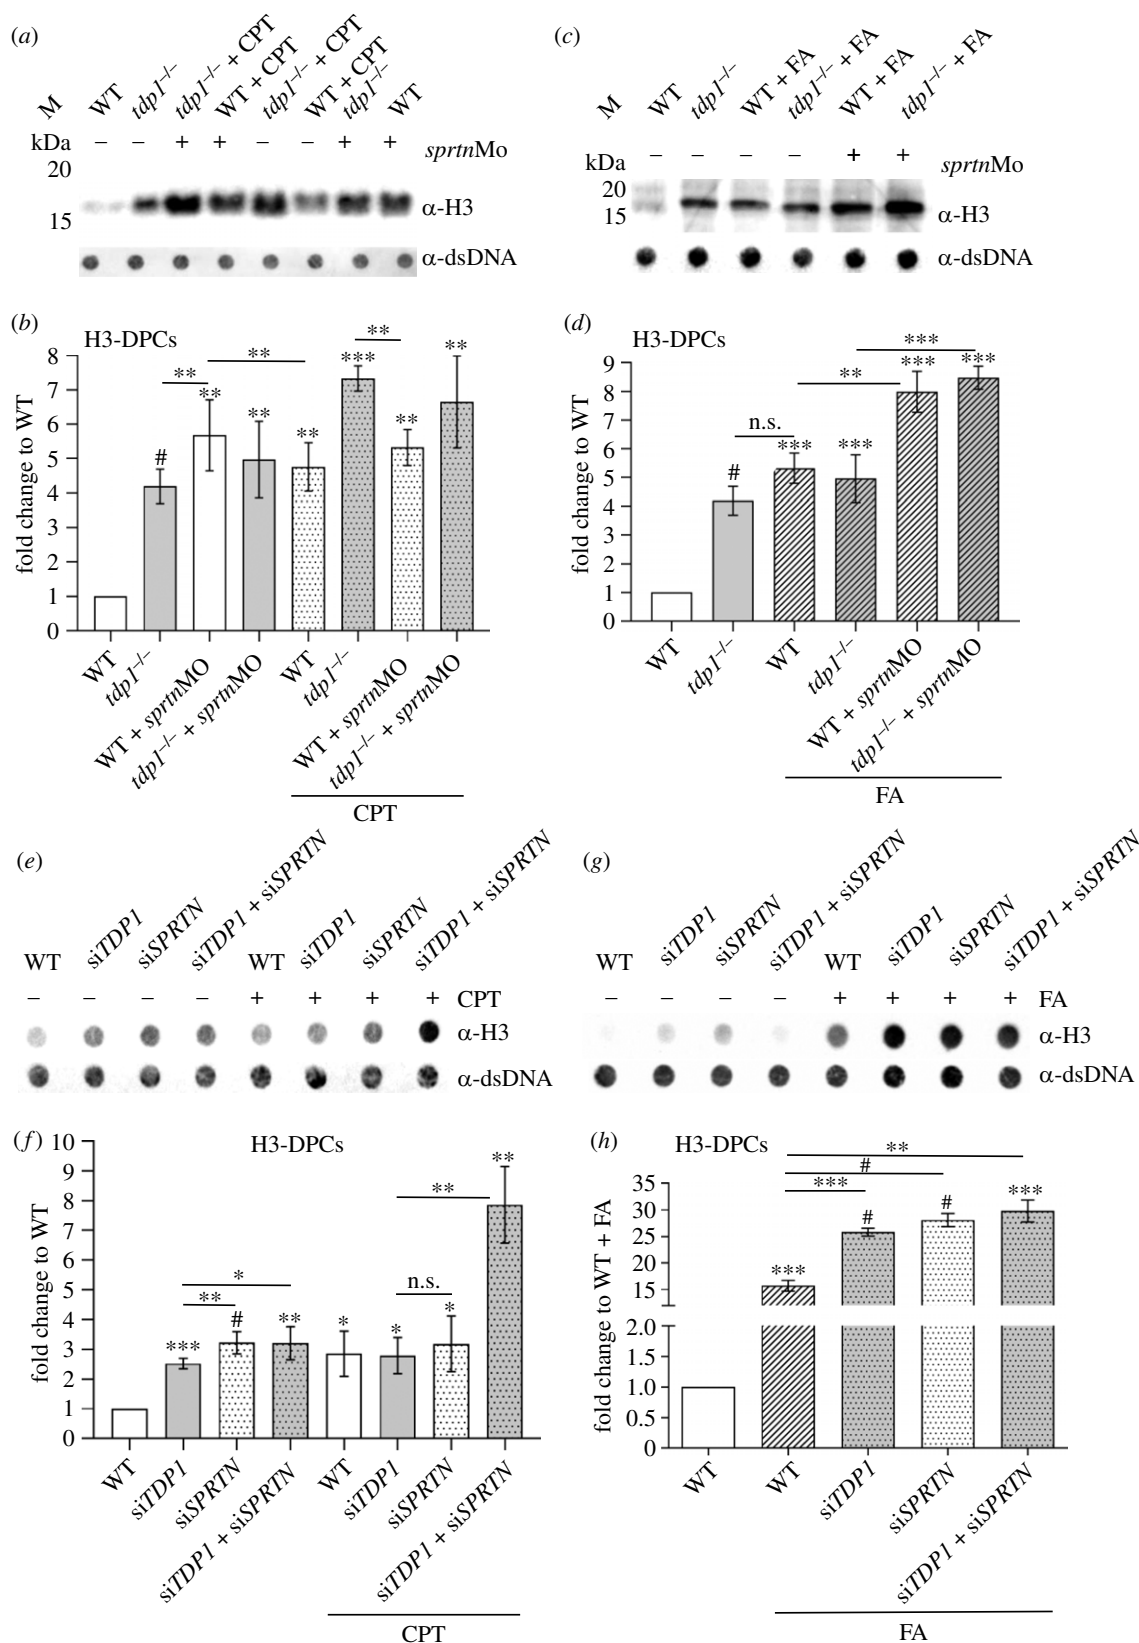 (a)
M WT tdp1–/– tdp1–/– + CPT WT + CPT tdp1–/– + CPT WT + CPT tdp1–/– WT
kDa – – + + – – + + sprtnMo
20
15
α-H3
α-dsDNA
(c)
M WT tdp1–/– WT + FA tdp1–/– + FA WT + FA tdp1–/– + FA
kDa – – – – + + sprtnMo
20
15
α-H3
α-dsDNA
(b)
H3-DPCs
fold change to WT
8
7
6
5
4
3
2
1
0
# ** ** ** ** ** *** ** ** **
WT tdp1–/– WT + sprtnMO tdp1–/– + sprtnMO WT tdp1–/– WT + sprtnMO tdp1–/– + sprtnMO
CPT
(d)
H3-DPCs
fold change to WT
9
8
7
6
5
4
3
2
1
0
# n.s. *** *** ** *** *** ***
WT tdp1–/– WT tdp1–/– WT + sprtnMO tdp1–/– + sprtnMO
FA
(e)
WT siTDP1 siSPRTN siTDP1 + siSPRTN WT siTDP1 siSPRTN siTDP1 + siSPRTN
– – – – + + + + CPT
α-H3
α-dsDNA
(g)
WT siTDP1 siSPRTN siTDP1 + siSPRTN WT siTDP1 siSPRTN siTDP1 + siSPRTN
– – – – + + + + FA
α-H3
α-dsDNA
(f)
H3-DPCs
fold change to WT
10
9
8
7
6
5
4
3
2
1
0
*** ** # * ** * * n.s. * ** **
WT siTDP1 siSPRTN siTDP1 + siSPRTN WT siTDP1 siSPRTN siTDP1 + siSPRTN
CPT
(h)
H3-DPCs
fold change to WT + FA
35
30
25
20
15
2.0
1.5
1.0
0.5
0
**
#
***
*** # # ***
WT WT siTDP1 siSPRTN siTDP1 + siSPRTN
FA